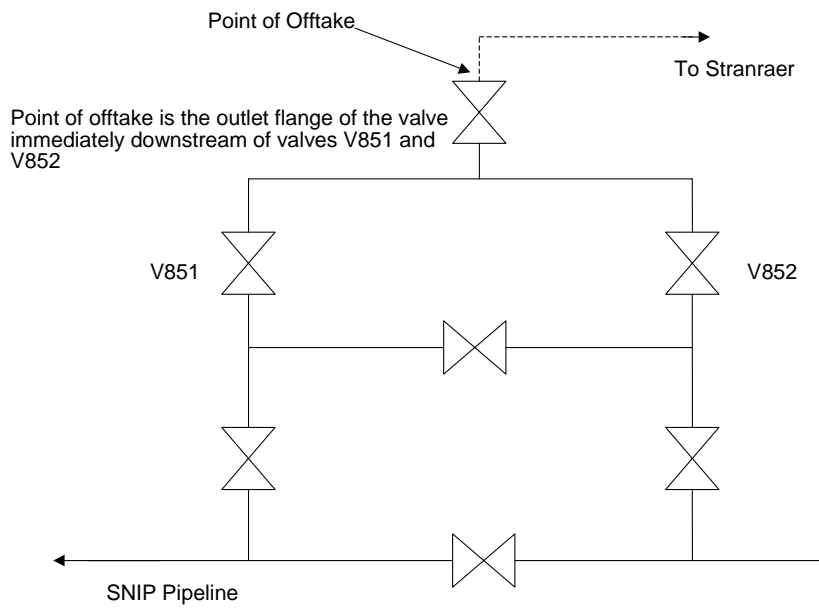 Point of Offtake
To Stranraer
Point of offtake is the outlet flange of the valve
immediately downstream of valves V851 and
V852
V851
V852
SNIP Pipeline